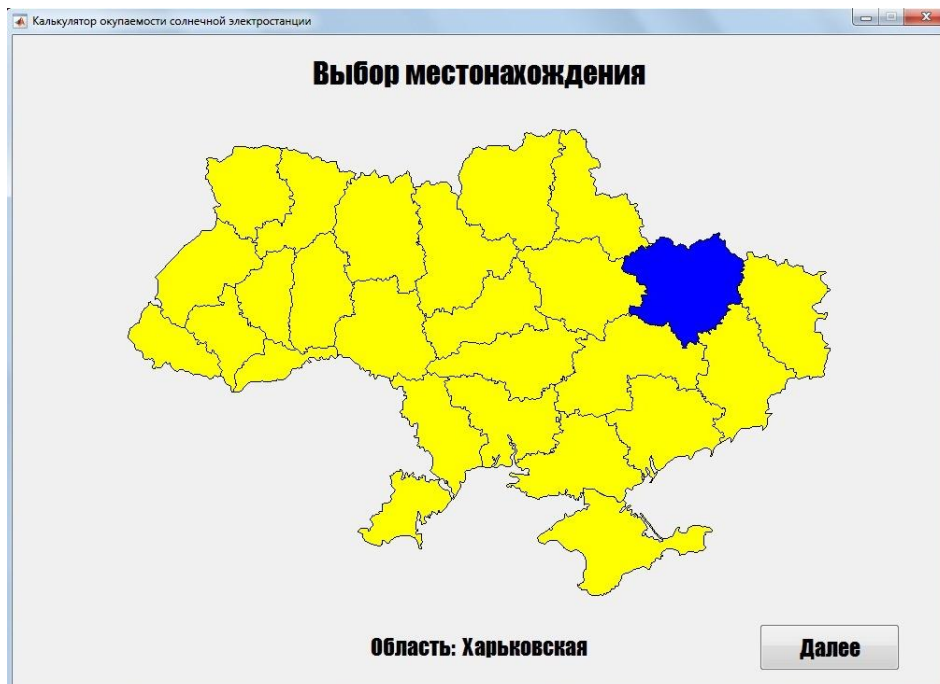 Калькулятор окупаемости солнечной электростанции
Выбор местонахождения
Область: Харьковская
Далее